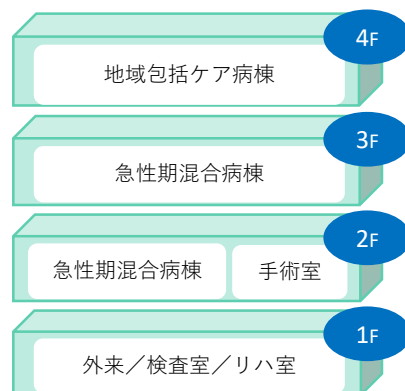 4F
地域包括ケア病棟
3F
急性期混合病棟
2F
急性期混合病棟 手術室
1F
外来／検査室／リハ室